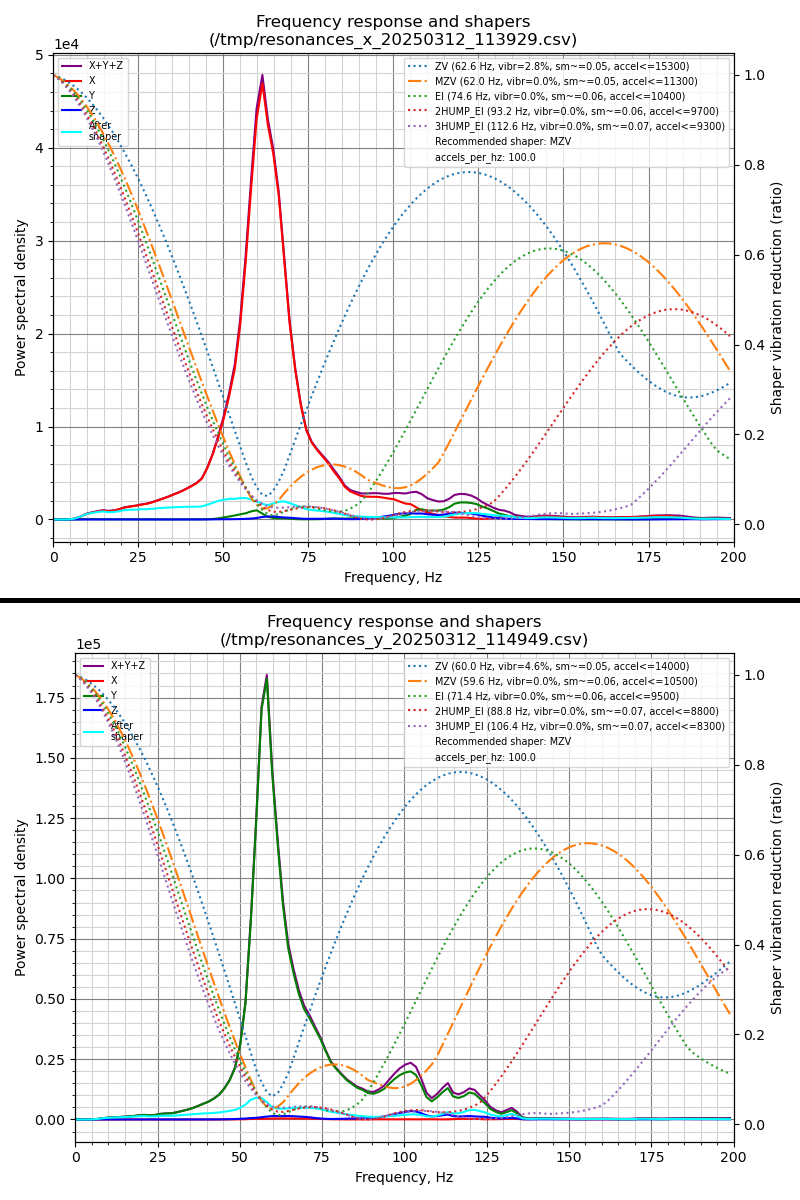 Frequency response and shapers
(/tmp/resonances_x_20250312_113929.csv)
1e4
X+Y+Z
X
Y
Z
After
shaper
ZV (62.6 Hz, vibr=2.8%, sm~=0.05, accel<=15300)
MZV (62.0 Hz, vibr=0.0%, sm~=0.05, accel<=11300)
EI (74.6 Hz, vibr=0.0%, sm~=0.06, accel<=10400)
2HUMP_EI (93.2 Hz, vibr=0.0%, sm~=0.06, accel<=9700)
3HUMP_EI (112.6 Hz, vibr=0.0%, sm~=0.07, accel<=9300)
Recommended shaper: MZV
accels_per_hz: 100.0
5
4
3
2
1
0
Power spectral density
1.0
0.8
0.6
0.4
0.2
0.0
Shaper vibration reduction (ratio)
0 25 50 75 100 125 150 175 200
Frequency, Hz
Frequency response and shapers
(/tmp/resonances_y_20250312_114949.csv)
1e5
X+Y+Z
X
Y
Z
After
shaper
ZV (60.0 Hz, vibr=4.6%, sm~=0.05, accel<=14000)
MZV (59.6 Hz, vibr=0.0%, sm~=0.06, accel<=10500)
EI (71.4 Hz, vibr=0.0%, sm~=0.06, accel<=9500)
2HUMP_EI (88.8 Hz, vibr=0.0%, sm~=0.07, accel<=8800)
3HUMP_EI (106.4 Hz, vibr=0.0%, sm~=0.07, accel<=8300)
Recommended shaper: MZV
accels_per_hz: 100.0
1.75
1.50
1.25
1.00
0.75
0.50
0.25
0.00
Power spectral density
1.0
0.8
0.6
0.4
0.2
0.0
Shaper vibration reduction (ratio)
0 25 50 75 100 125 150 175 200
Frequency, Hz